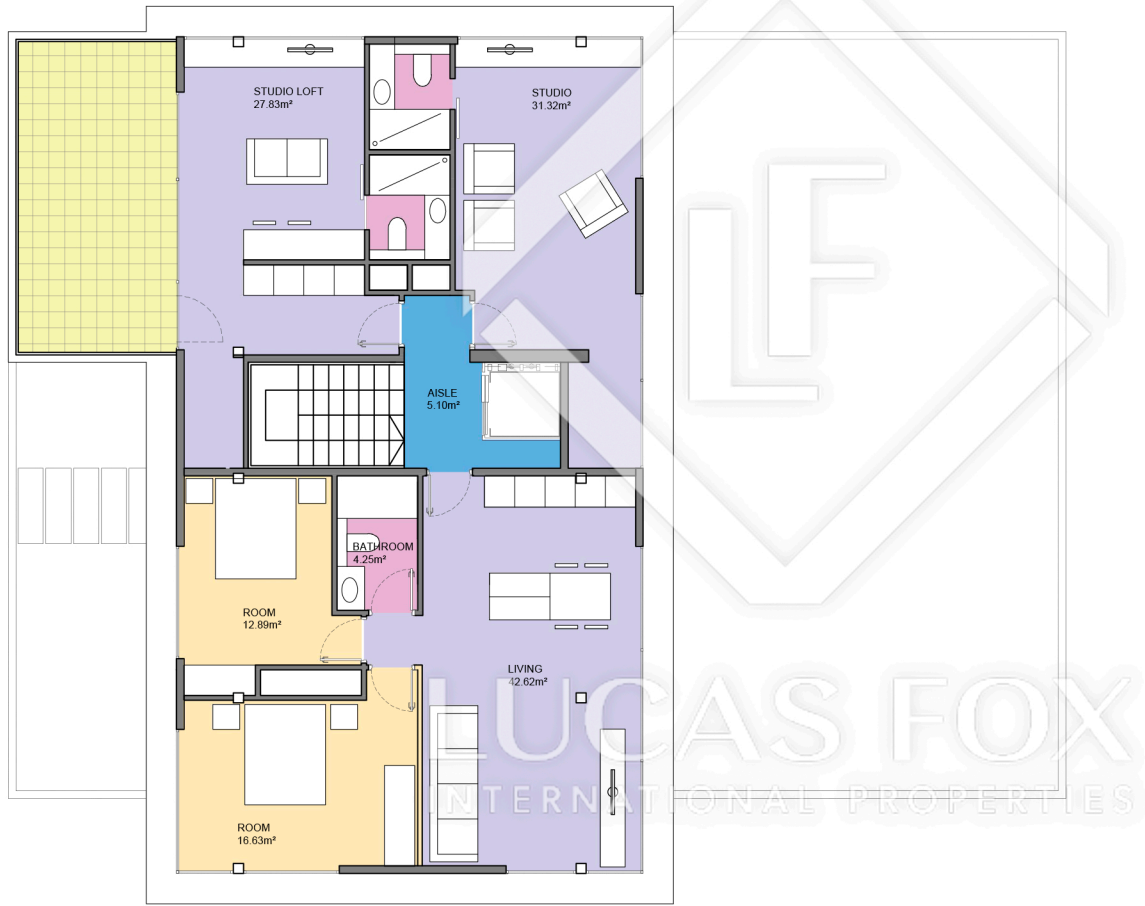 STUDIO LOFT
27.83m²
STUDIO
31.32m²
AISLE
5.10m²
BATHROOM
4.25m²
ROOM
12.89m²
LIVING
42.62m²
ROOM
16.63m²
LF
LUCAS FOX
INTERNATIONAL PROPERTIES